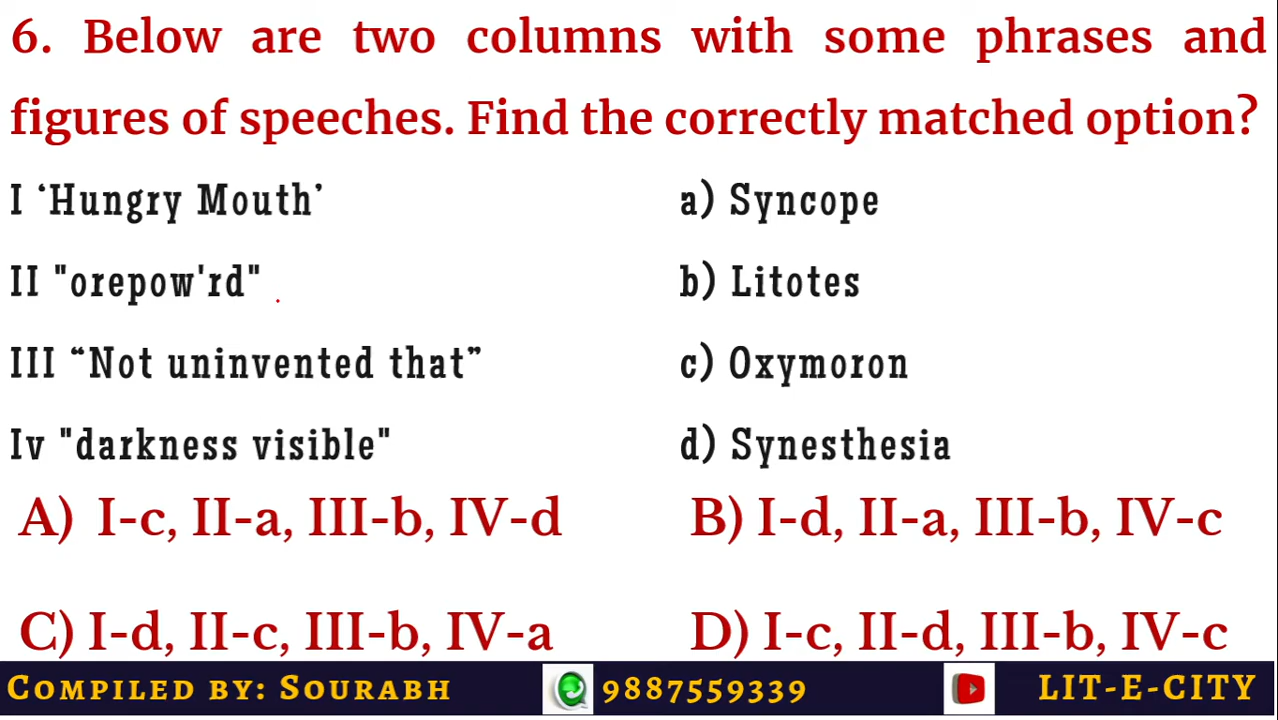 6. Below are two columns with some phrases and
figures of speeches. Find the correctly matched option?
I ‘Hungry Mouth’ a) Syncope
II "orepow'rd" b) Litotes
III “Not uninvented that” c) Oxymoron
Iv "darkness visible" d) Synesthesia
A) I-c, II-a, III-b, IV-d B) I-d, II-a, III-b, IV-c
C) I-d, II-c, III-b, IV-a D) I-c, II-d, III-b, IV-c
Compiled by: Sourabh 9887559339 LIT-E-CITY